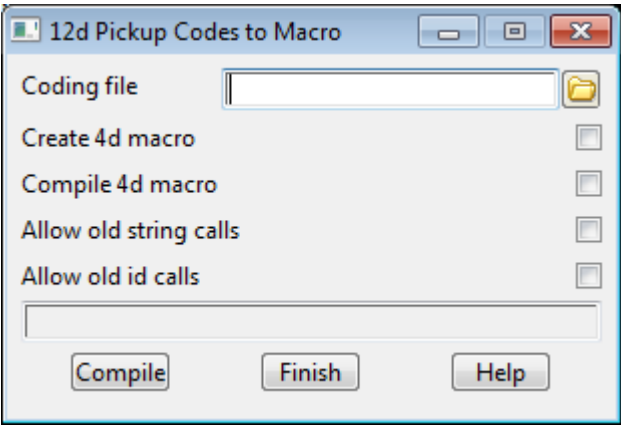 12d Pickup Codes to Macro
Coding file
Create 4d macro
Compile 4d macro
Allow old string calls
Allow old id calls
Compile Finish Help